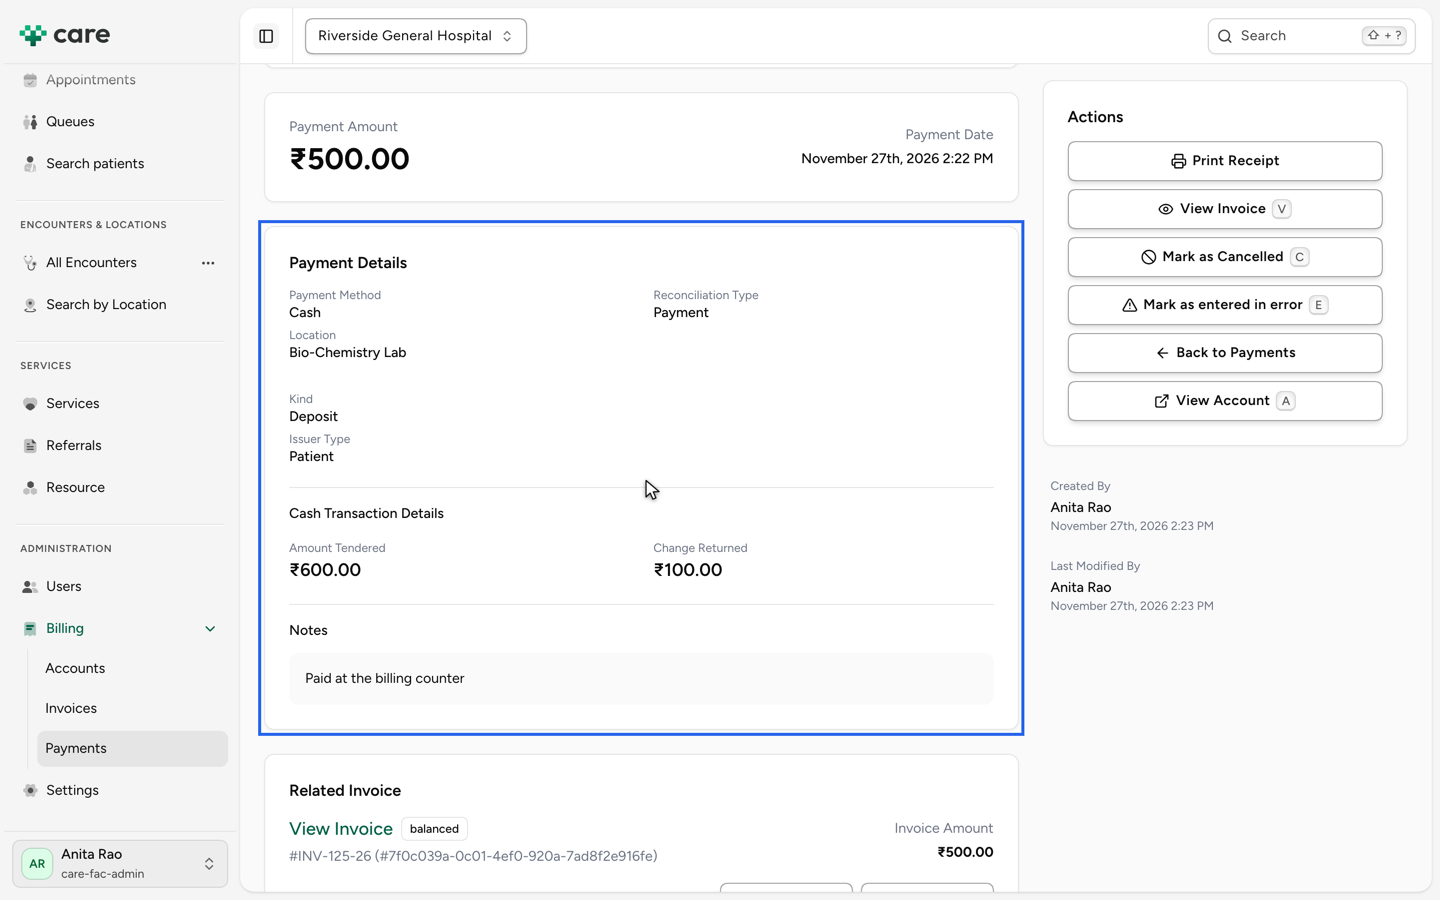 care
Appointments
Queues
Search patients
ENCOUNTERS & LOCATIONS
All Encounters
Search by Location
SERVICES
Services
Referrals
Resource
ADMINISTRATION
Users
Billing
Accounts
Invoices
Payments
Settings
AR
Anita Rao
care-fac-admin
Riverside General Hospital
Search
⇧ + ?
Payment Amount
₹500.00
Payment Date
November 27th, 2026 2:22 PM
Payment Details
Payment Method
Cash
Reconciliation Type
Payment
Location
Bio-Chemistry Lab
Kind
Deposit
Issuer Type
Patient
Cash Transaction Details
Amount Tendered
₹600.00
Change Returned
₹100.00
Notes
Paid at the billing counter
Related Invoice
View Invoice balanced
#INV-125-26 (#7f0c039a-0c01-4ef0-920a-7ad8f2e916fe)
Invoice Amount
₹500.00
Actions
Print Receipt
View Invoice V
Mark as Cancelled C
Mark as entered in error E
Back to Payments
View Account A
Created By
Anita Rao
November 27th, 2026 2:23 PM
Last Modified By
Anita Rao
November 27th, 2026 2:23 PM